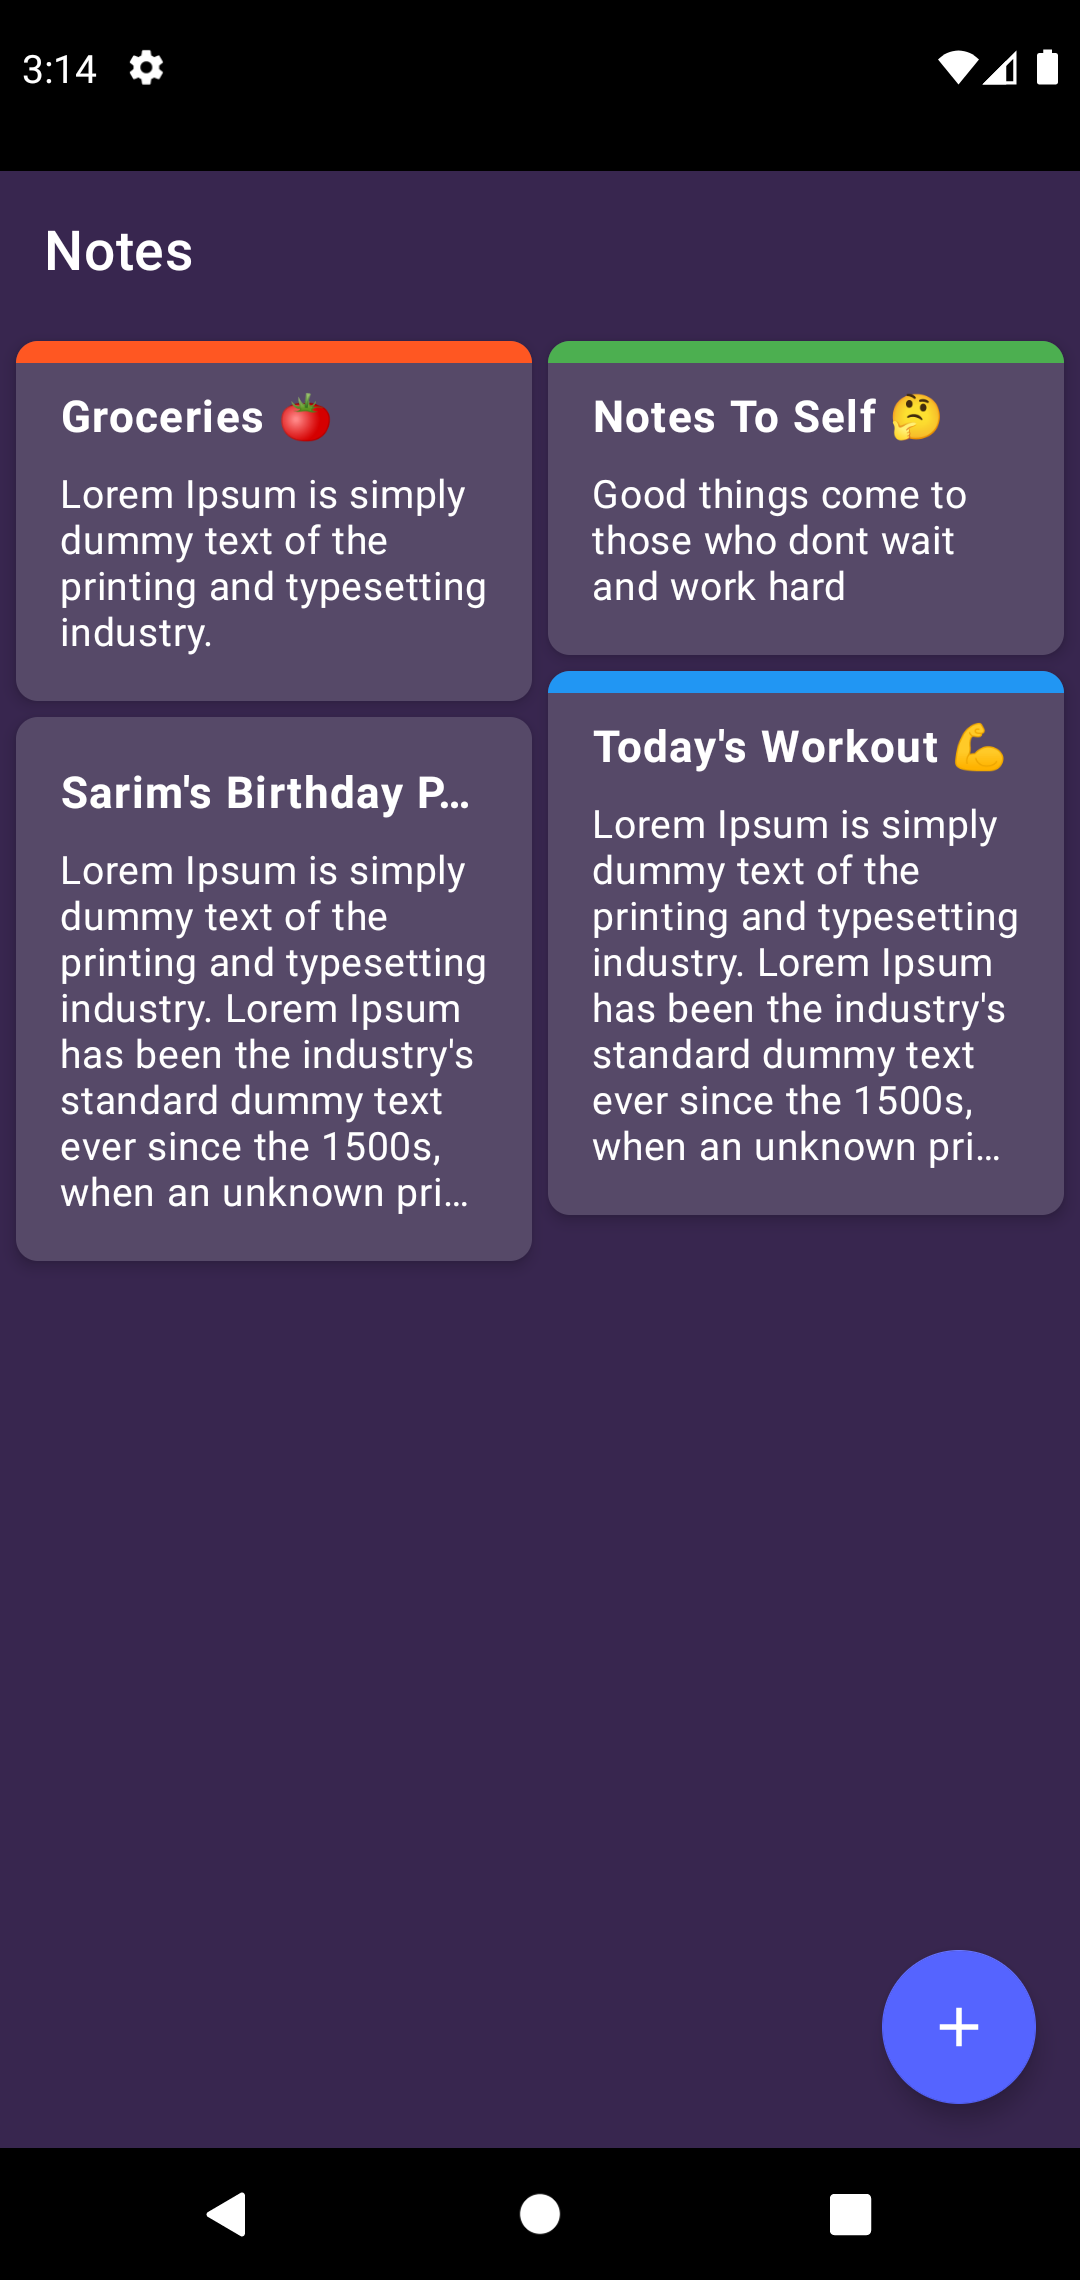 3:14
Notes
Groceries 🍅
Lorem Ipsum is simply
dummy text of the
printing and typesetting
industry.
Notes To Self 🤔
Good things come to
those who dont wait
and work hard
Sarim's Birthday P...
Lorem Ipsum is simply
dummy text of the
printing and typesetting
industry. Lorem Ipsum
has been the industry's
standard dummy text
ever since the 1500s,
when an unknown pri...
Today's Workout 💪
Lorem Ipsum is simply
dummy text of the
printing and typesetting
industry. Lorem Ipsum
has been the industry's
standard dummy text
ever since the 1500s,
when an unknown pri...